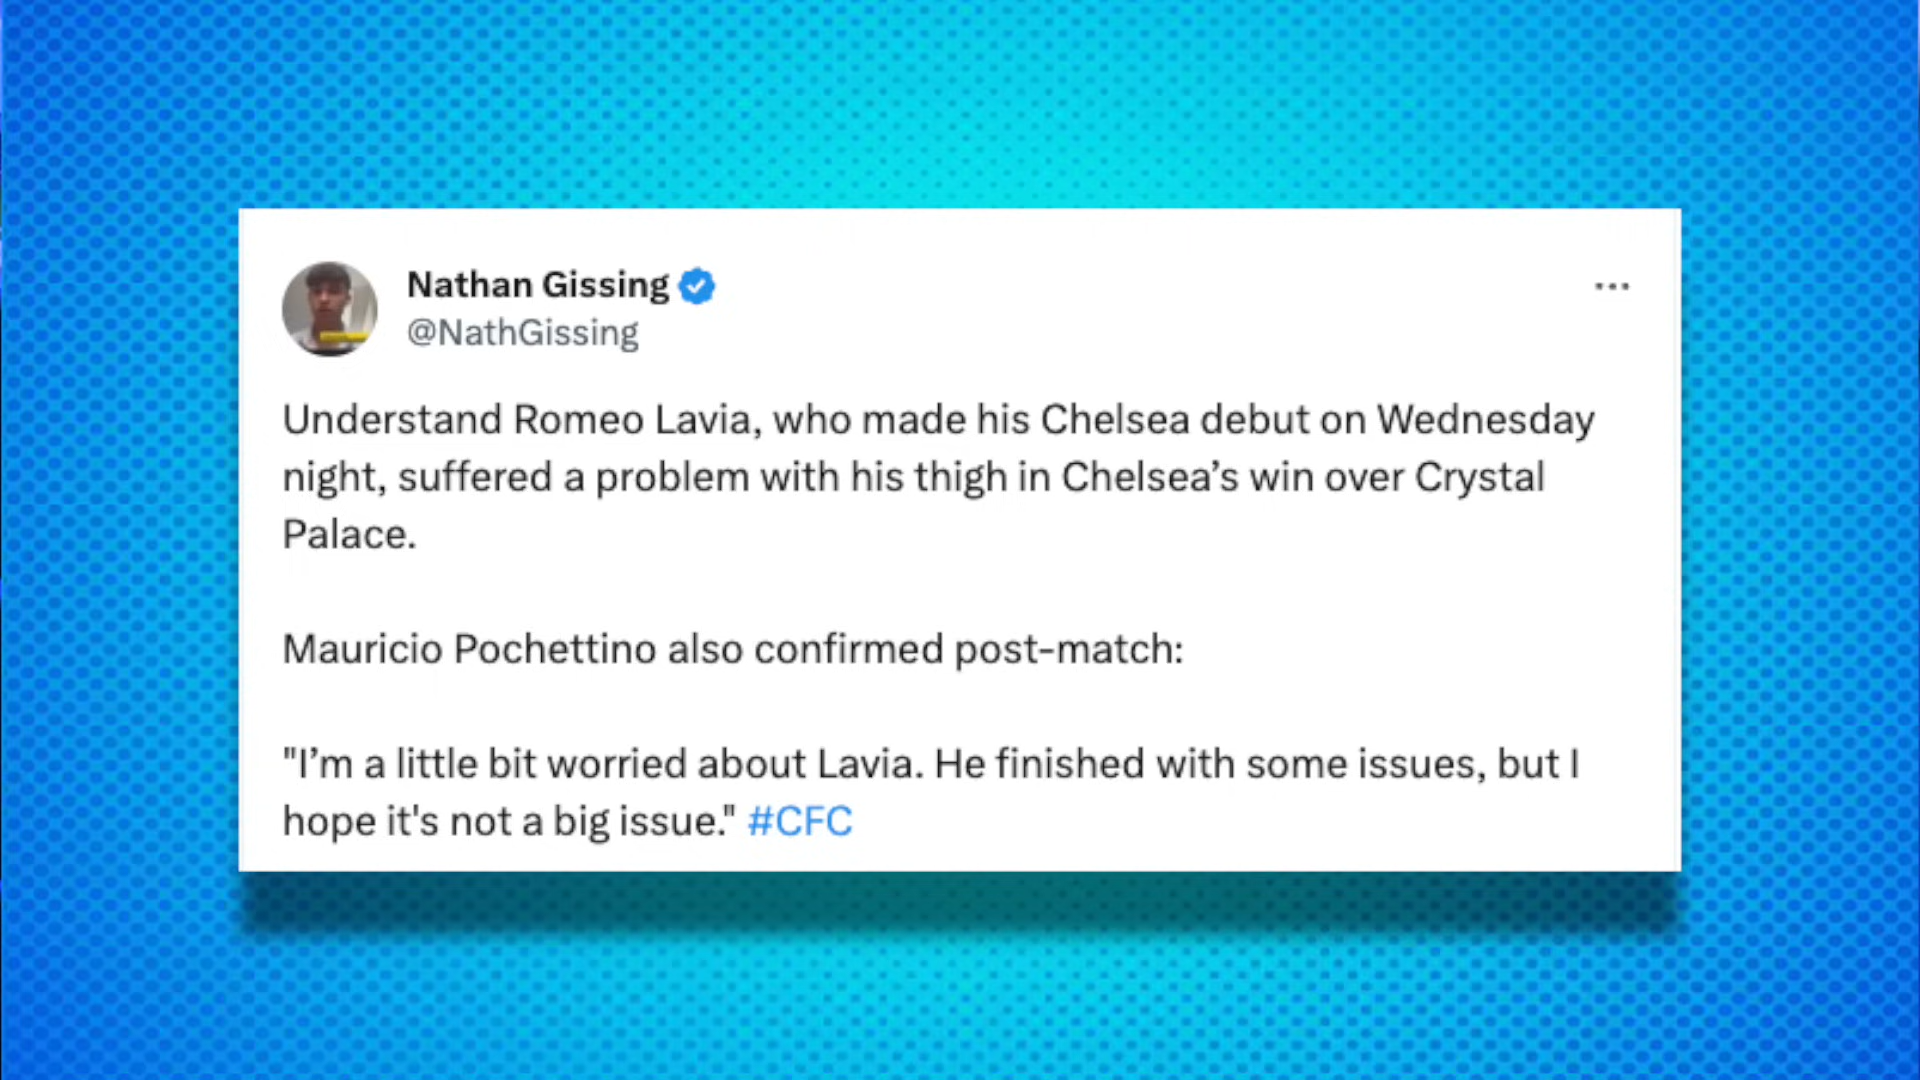 Nathan Gissing
@NathGissing
Understand Romeo Lavia, who made his Chelsea debut on Wednesday
night, suffered a problem with his thigh in Chelsea’s win over Crystal
Palace.
Mauricio Pochettino also confirmed post-match:
"I’m a little bit worried about Lavia. He finished with some issues, but I
hope it's not a big issue." #CFC